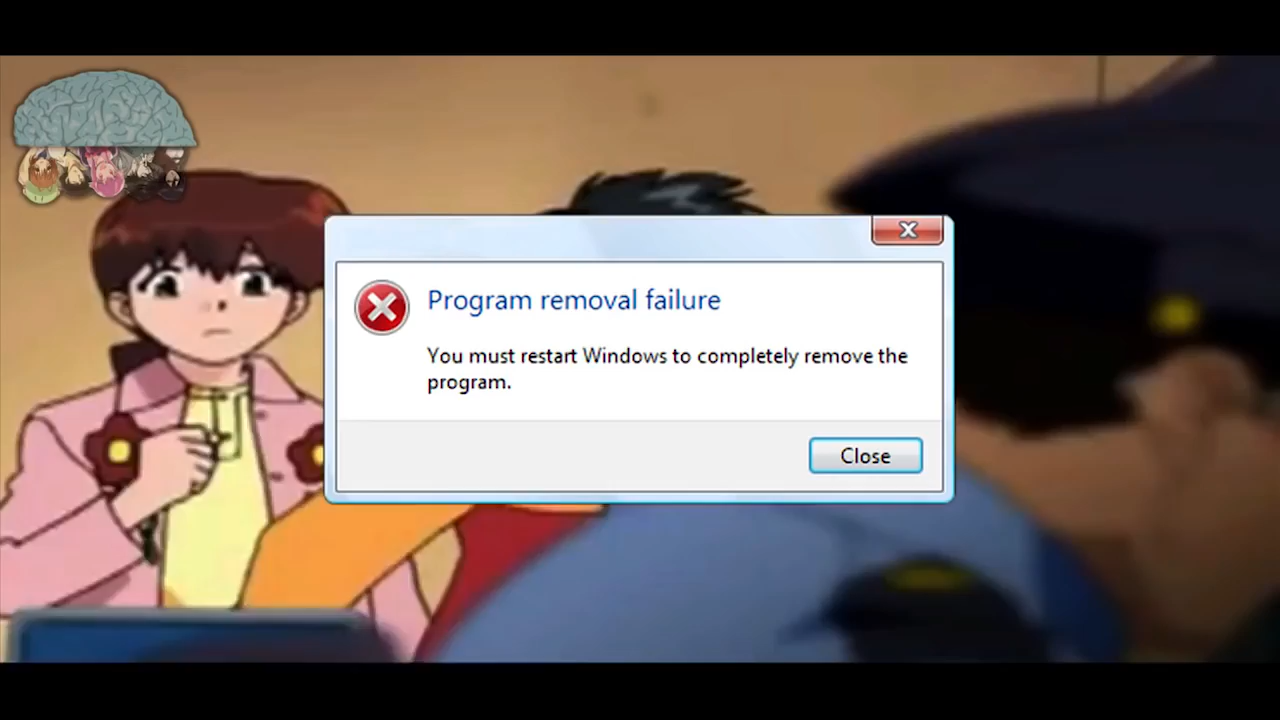 Program removal failure
You must restart Windows to completely remove the
program.
Close